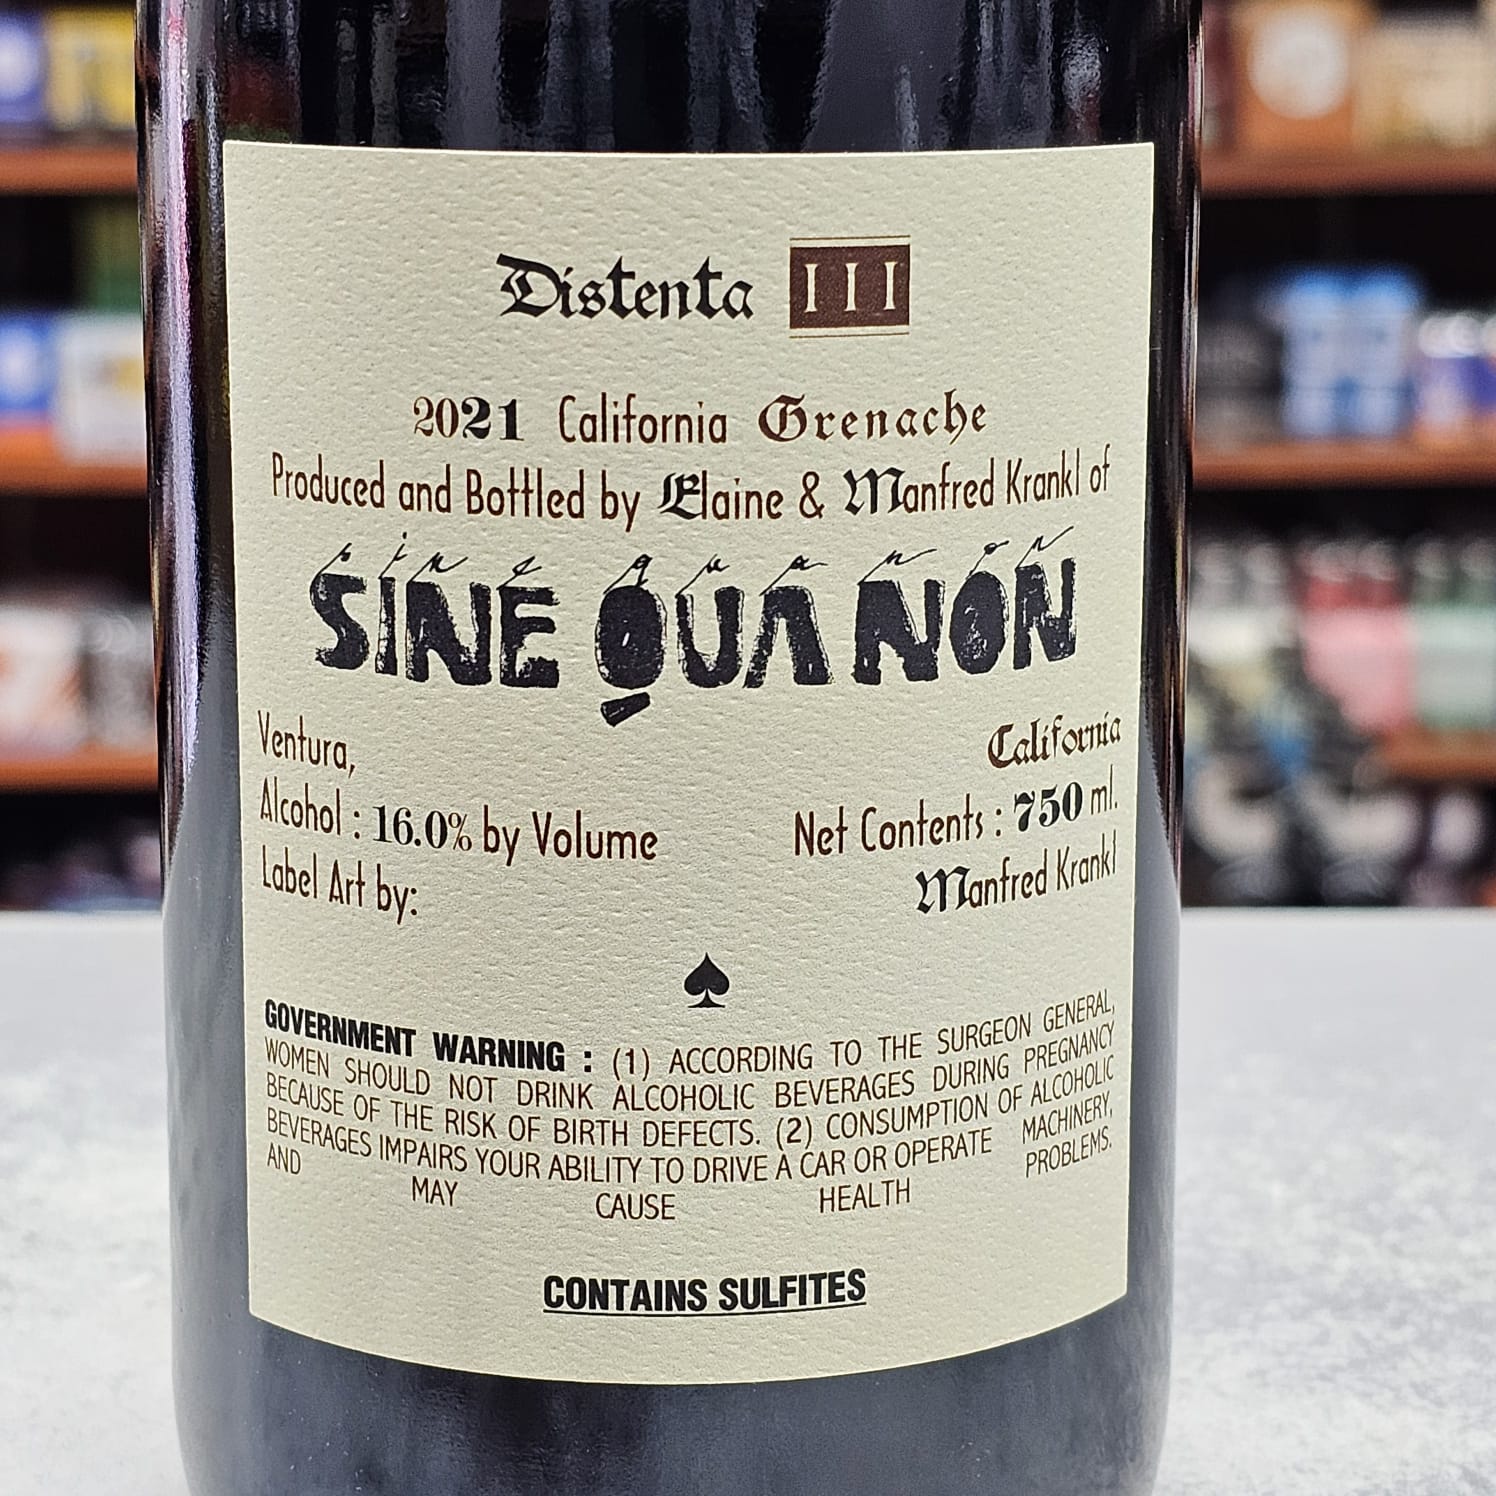 Distenta III
2021 California Grenache
Produced and Bottled by Elaine & Manfred Krankl of
sine qua non
SINE QUA NON
Ventura, California
Alcohol : 16.0% by Volume Net Contents : 750 ml.
Label Art by: Manfred Krankl
GOVERNMENT WARNING : (1) ACCORDING TO THE SURGEON GENERAL,
WOMEN SHOULD NOT DRINK ALCOHOLIC BEVERAGES DURING PREGNANCY
BECAUSE OF THE RISK OF BIRTH DEFECTS. (2) CONSUMPTION OF ALCOHOLIC
BEVERAGES IMPAIRS YOUR ABILITY TO DRIVE A CAR OR OPERATE MACHINERY,
AND MAY CAUSE HEALTH PROBLEMS.
CONTAINS SULFITES